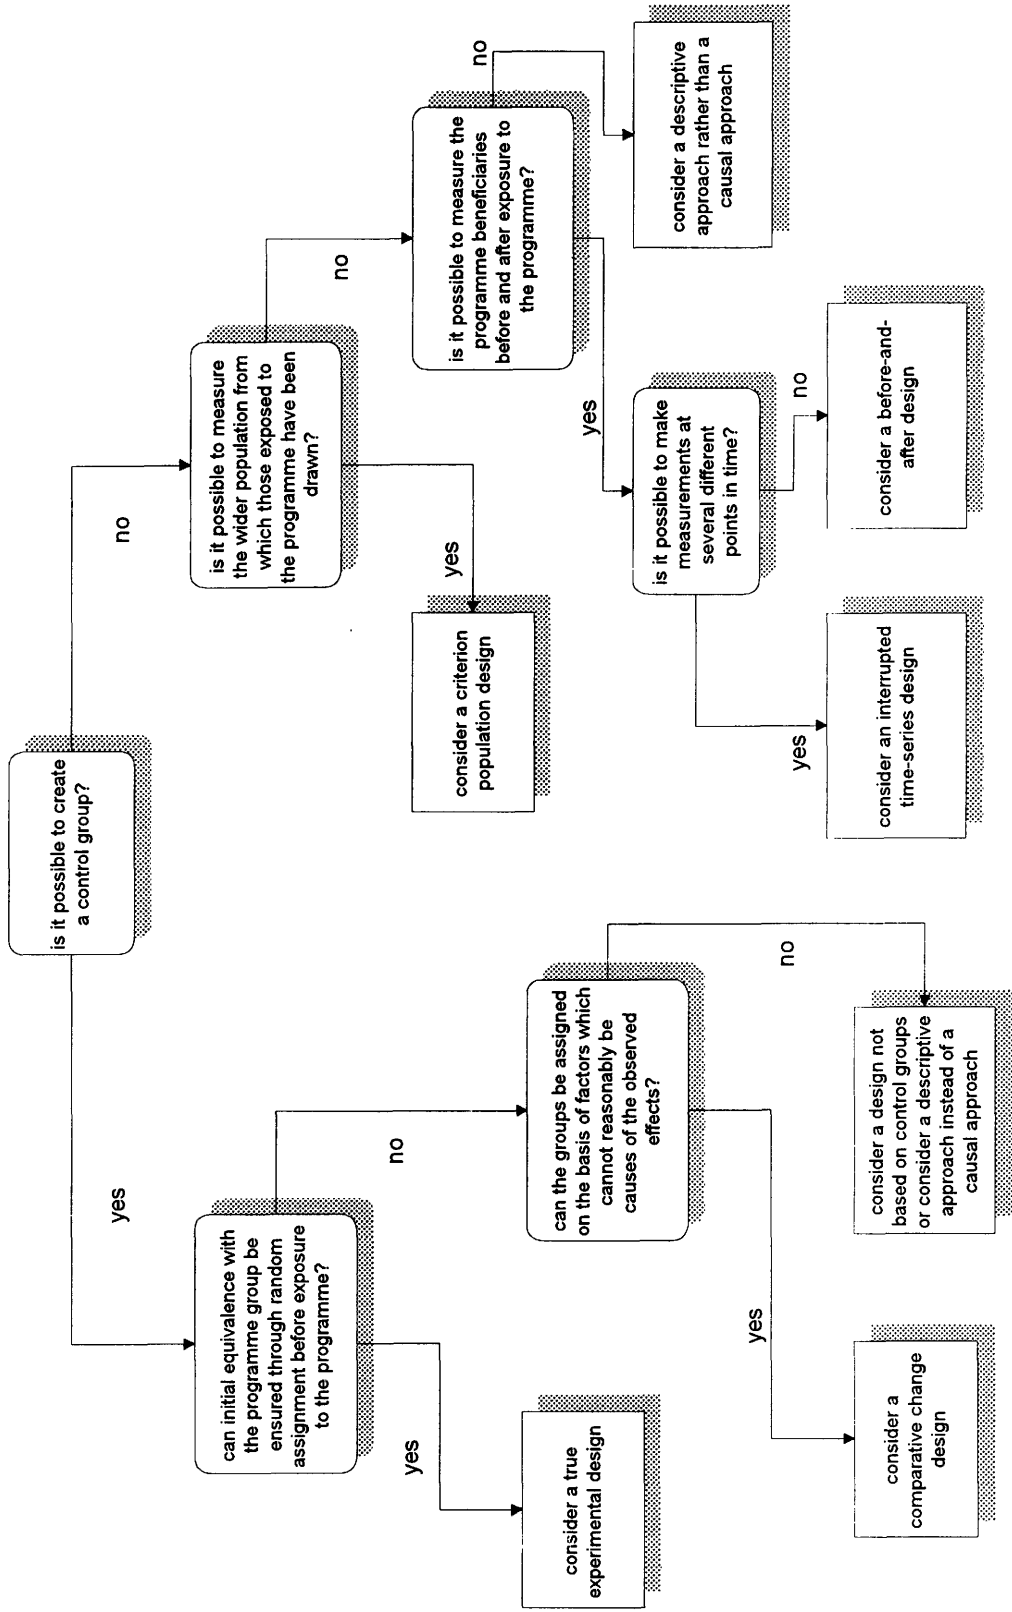 is it possible to create
a control group?
yes
no
can initial equivalence with
the programme group be
ensured through random
assignment before exposure
to the programme?
is it possible to measure
the wider population from
which those exposed to
the programme have been
drawn?
yes
no
yes
no
consider a true
experimental design
can the groups be assigned
on the basis of factors which
cannot reasonably be
causes of the observed
effects?
consider a criterion
population design
is it possible to measure the
programme beneficiaries
before and after exposure to
the programme?
yes
no
yes
no
consider a
comparative change
design
consider a design not
based on control groups
or consider a descriptive
approach instead of a
causal approach
is it possible to make
measurements at
several different
points in time?
consider a descriptive
approach rather than a
causal approach
yes
no
consider an interrupted
time-series design
consider a before-and-
after design